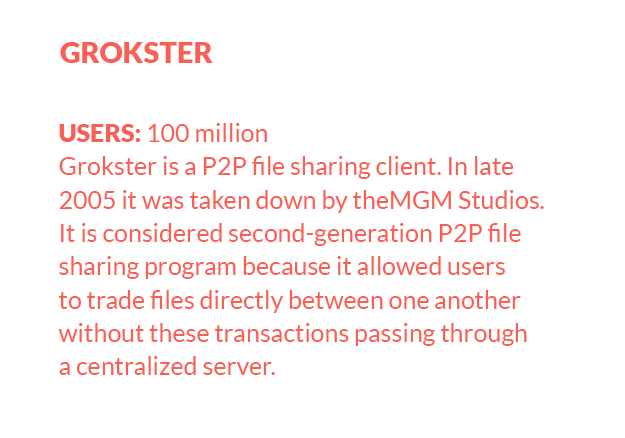 GROKSTER
USERS: 100 million
Grokster is a P2P file sharing client. In late
2005 it was taken down by theMGM Studios.
It is considered second-generation P2P file
sharing program because it allowed users
to trade files directly between one another
without these transactions passing through
a centralized server.